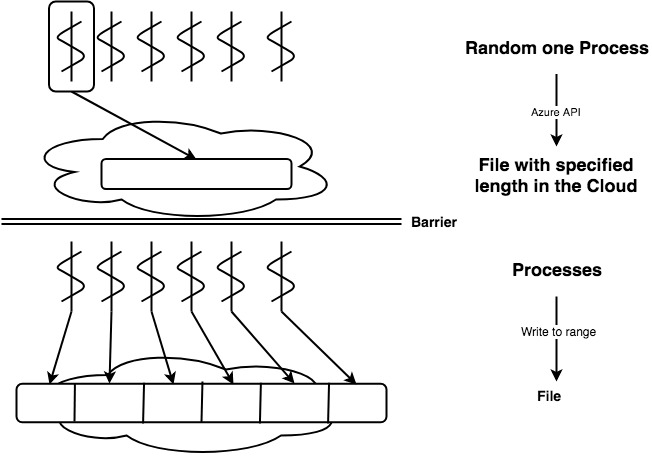 Random one Process
Azure API
File with specified
length in the Cloud
Barrier
Processes
Write to range
File